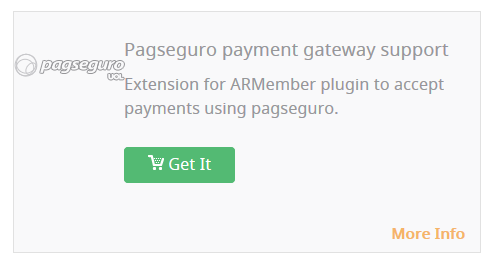 pagseguro
UOL
Pagseguro payment gateway support
Extension for ARMember plugin to accept
payments using pagseguro.
Get It
More Info